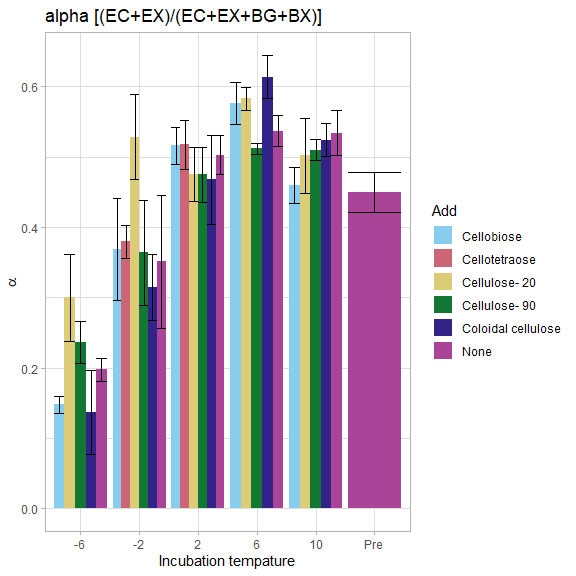 alpha [(EC+EX)/(EC+EX+BG+BX)]
0.6
0.4
0.2
0.0
α
-6
-2
2
6
10
Pre
Incubation tempature
Add
Cellobiose
Cellotetraose
Cellulose- 20
Cellulose- 90
Coloidal cellulose
None